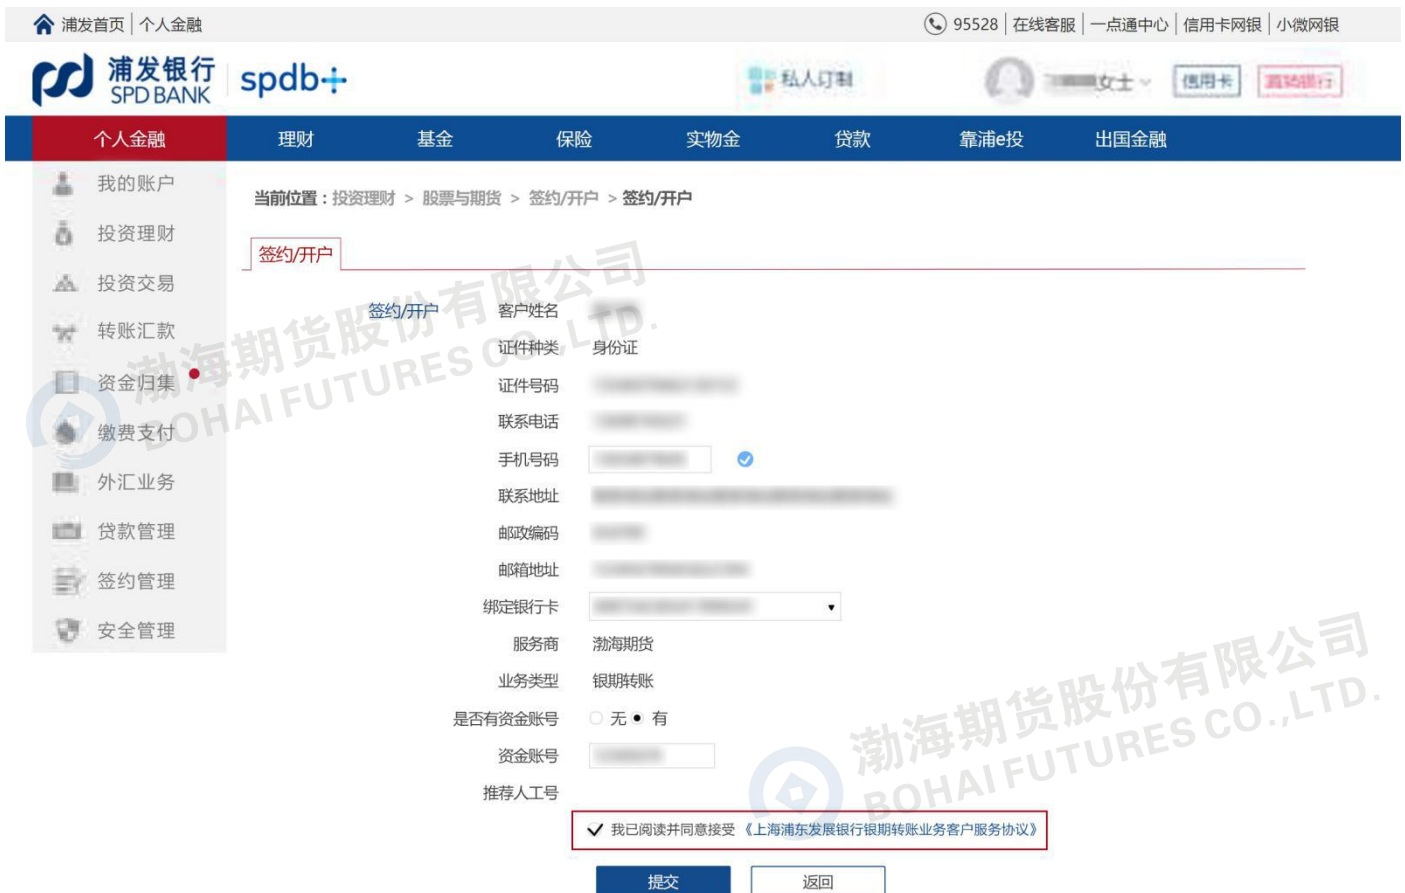 浦发首页 | 个人金融
95528 | 在线客服 | 一点通中心 | 信用卡网银 | 小微网银
浦发银行
SPD BANK
spdb+
私人订制
女士
信用卡
直销银行
个人金融 理财 基金 保险 实物金 贷款 靠浦e投 出国金融
我的账户
投资理财
投资交易
转账汇款
资金归集
缴费支付
外汇业务
贷款管理
签约管理
安全管理
当前位置：投资理财 > 股票与期货 > 签约/开户 > 签约/开户
签约/开户
签约/开户
客户姓名
证件种类 身份证
证件号码
联系电话
手机号码
联系地址
邮政编码
邮箱地址
绑定银行卡
服务商 渤海期货
业务类型 银期转账
是否有资金账号 无 有
资金账号
推荐人工号
我已阅读并同意接受 《上海浦东发展银行银期转账业务客户服务协议》
提交 返回
渤海期货股份有限公司
BOHAI FUTURES CO.,LTD.
渤海期货股份有限公司
BOHAI FUTURES CO.,LTD.